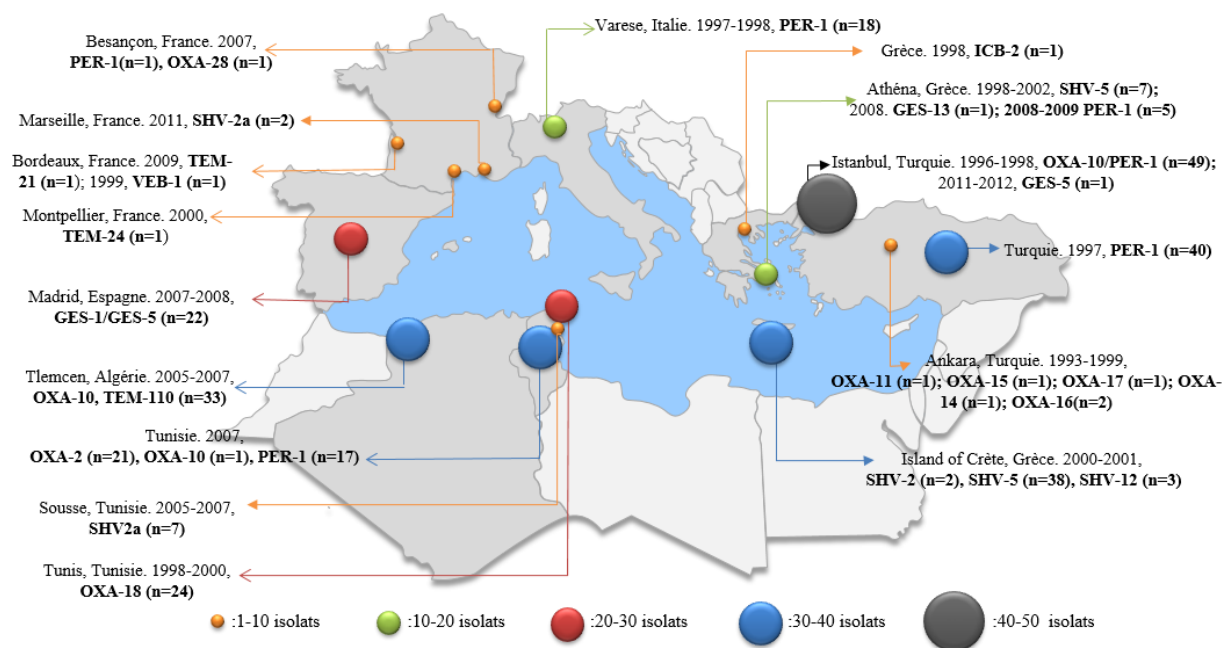 Varese, Italie. 1997-1998, PER-1 (n=18)
Besançon, France. 2007,
PER-1(n=1), OXA-28 (n=1)
Grèce. 1998, ICB-2 (n=1)
Athéna, Grèce. 1998-2002, SHV-5 (n=7);
2008. GES-13 (n=1); 2008-2009 PER-1 (n=5)
Marseille, France. 2011, SHV-2a (n=2)
Bordeaux, France. 2009, TEM-
21 (n=1); 1999, VEB-1 (n=1)
Istanbul, Turquie. 1996-1998, OXA-10/PER-1 (n=49);
2011-2012, GES-5 (n=1)
Montpellier, France. 2000,
TEM-24 (n=1)
Turquie. 1997, PER-1 (n=40)
Madrid, Espagne. 2007-2008,
GES-1/GES-5 (n=22)
Ankara, Turquie. 1993-1999,
OXA-11 (n=1); OXA-15 (n=1); OXA-17 (n=1); OXA-
14 (n=1); OXA-16(n=2)
Tlemcen, Algérie. 2005-2007,
OXA-10, TEM-110 (n=33)
Tunisie. 2007,
OXA-2 (n=21), OXA-10 (n=1), PER-1 (n=17)
Island of Crète, Grèce. 2000-2001,
SHV-2 (n=2), SHV-5 (n=38), SHV-12 (n=3)
Sousse, Tunisie. 2005-2007,
SHV2a (n=7)
Tunis, Tunisie. 1998-2000,
OXA-18 (n=24)
:1-10 isolats :10-20 isolats :20-30 isolats :30-40 isolats :40-50 isolats